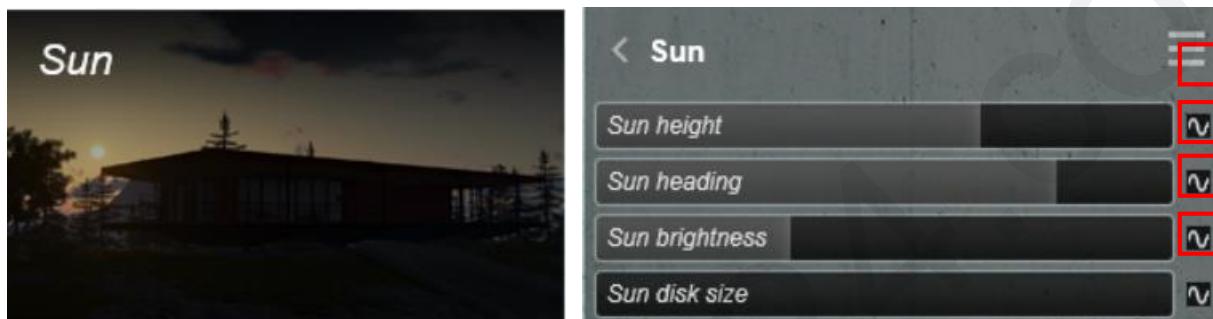 Sun
Sun
Sun height
Sun heading
Sun brightness
Sun disk size